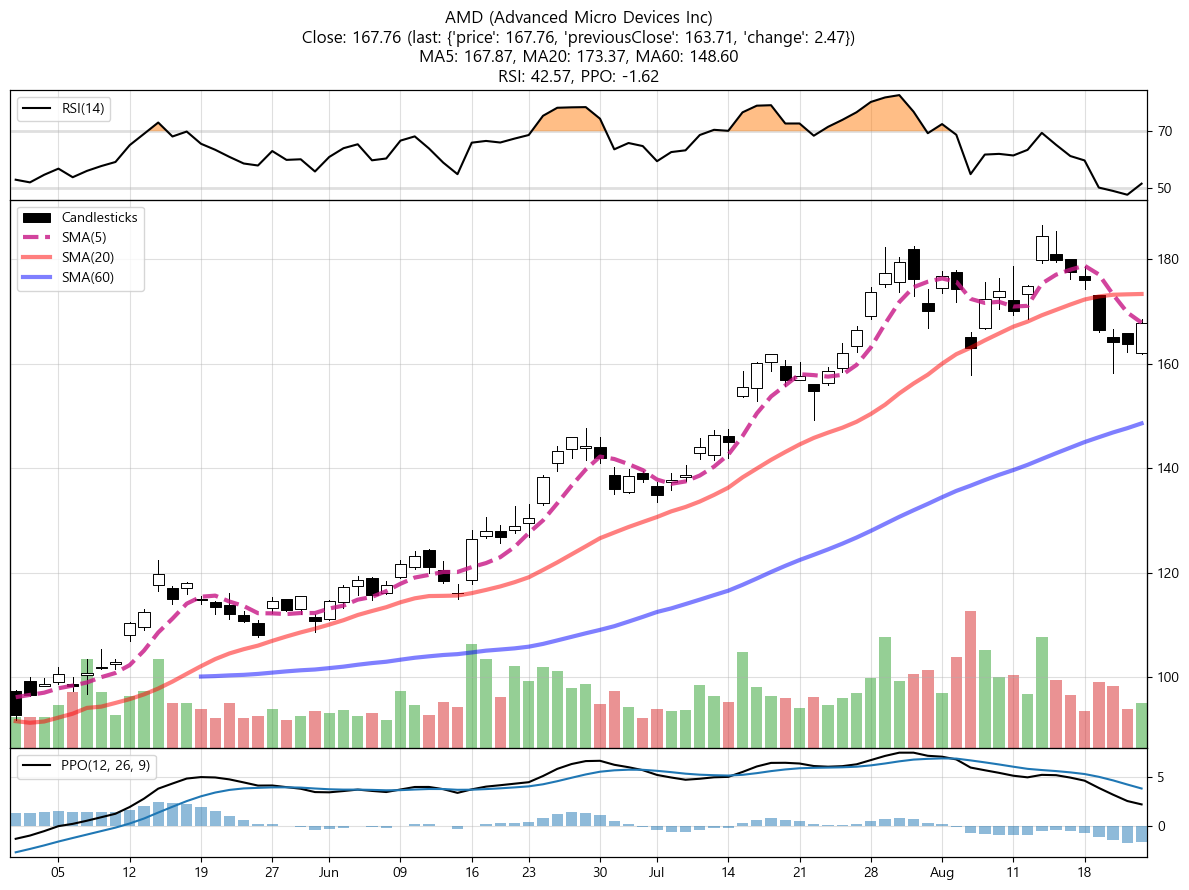 AMD (Advanced Micro Devices Inc)
Close: 167.76 (last: {'price': 167.76, 'previousClose': 163.71, 'change': 2.47})
MA5: 167.87, MA20: 173.37, MA60: 148.60
RSI: 42.57, PPO: -1.62
RSI(14)
70
50
Candlesticks
SMA(5)
SMA(20)
SMA(60)
180
160
140
120
100
PPO(12, 26, 9)
5
0
05 12 19 27 Jun 09 16 23 30 Jul 14 21 28 Aug 11 18